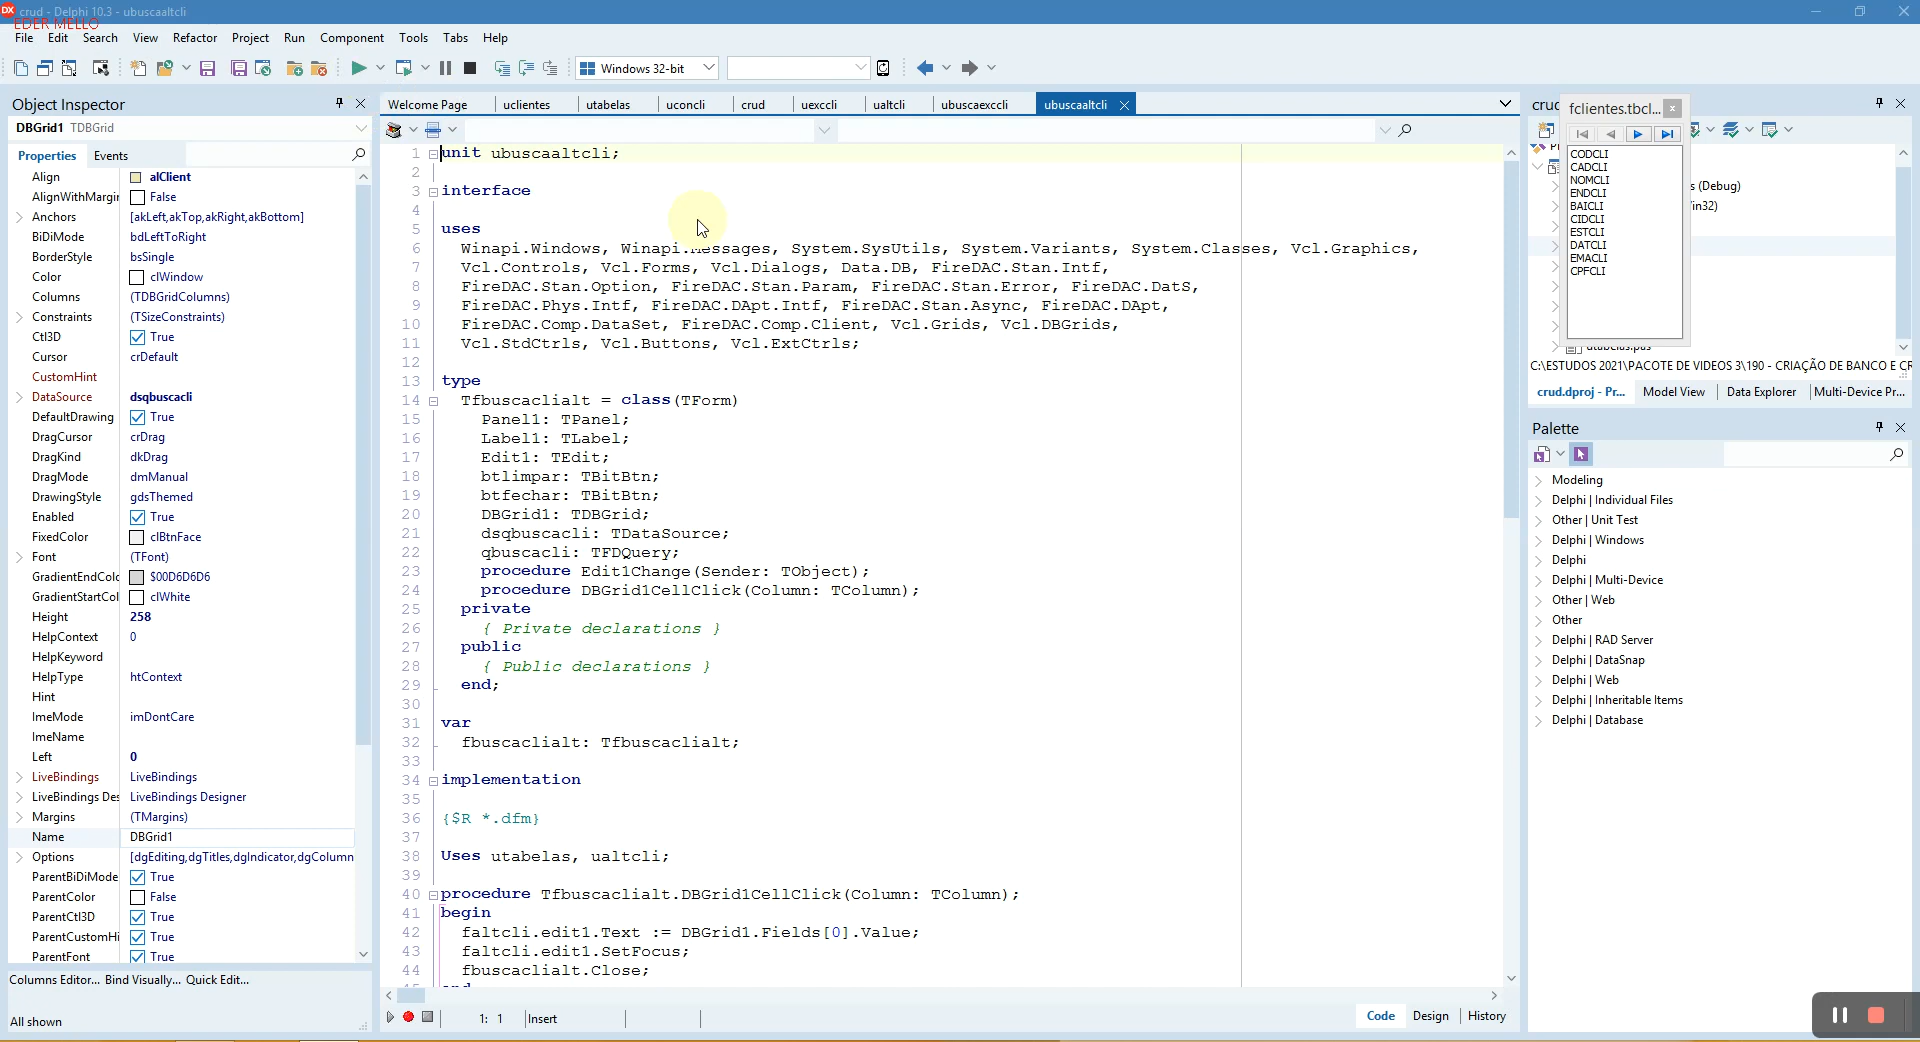 crud - Delphi 10.3 - ubuscaaltcli
EDER MELLO
File Edit Search View Refactor Project Run Component Tools Tabs Help
Windows 32-bit
Object Inspector
DBGrid1 TDBGrid
Properties Events
Align alClient
AlignWithMargin False
Anchors [akLeft,akTop,akRight,akBottom]
BiDiMode bdLeftToRight
BorderStyle bsSingle
Color clWindow
Columns (TDBGridColumns)
Constraints (TSizeConstraints)
Ctl3D True
Cursor crDefault
CustomHint
DataSource dsqbuscacli
DefaultDrawing True
DragCursor crDrag
DragKind dkDrag
DragMode dmManual
DrawingStyle gdsThemed
Enabled True
FixedColor clBtnFace
Font (TFont)
GradientEndCol $00D6D6D6
GradientStartCol clWhite
Height 258
HelpContext 0
HelpKeyword
HelpType htContext
Hint
ImeMode imDontCare
ImeName
Left 0
LiveBindings LiveBindings
LiveBindings Des LiveBindings Designer
Margins (TMargins)
Name DBGrid1
Options [dgEditing,dgTitles,dgIndicator,dgColumn
ParentBiDiMode True
ParentColor False
ParentCtl3D True
ParentCustomHi True
ParentFont True
Columns Editor... Bind Visually... Quick Edit...
All shown
Welcome Page uclientes utabelas uconcli crud uexccli ualtcli ubuscaexccli ubuscaaltcli
1 unit ubuscaaltcli;
2
3 interface
4
5 uses
6 Winapi.Windows, Winapi.Messages, System.SysUtils, System.Variants, System.Classes, Vcl.Graphics,
7 Vcl.Controls, Vcl.Forms, Vcl.Dialogs, Data.DB, FireDAC.Stan.Intf,
8 FireDAC.Stan.Option, FireDAC.Stan.Param, FireDAC.Stan.Error, FireDAC.DatS,
9 FireDAC.Phys.Intf, FireDAC.DApt.Intf, FireDAC.Stan.Async, FireDAC.DApt,
10 FireDAC.Comp.DataSet, FireDAC.Comp.Client, Vcl.Grids, Vcl.DBGrids,
11 Vcl.StdCtrls, Vcl.Buttons, Vcl.ExtCtrls;
12
13 type
14 Tfbuscaclialt = class(TForm)
15 Panel1: TPanel;
16 Label1: TLabel;
17 Edit1: TEdit;
18 btlimpar: TBitBtn;
19 btfechar: TBitBtn;
20 DBGrid1: TDBGrid;
21 dsqbuscacli: TDataSource;
22 qbuscacli: TFDQuery;
23 procedure Edit1Change(Sender: TObject);
24 procedure DBGrid1CellClick(Column: TColumn);
25 private
26 { Private declarations }
27 public
28 { Public declarations }
29 end;
30
31 var
32 fbuscaclialt: Tfbuscaclialt;
33
34 implementation
35
36 {$R *.dfm}
37
38 Uses utabelas, ualtcli;
39
40 procedure Tfbuscaclialt.DBGrid1CellClick(Column: TColumn);
41 begin
42 faltcli.edit1.Text := DBGrid1.Fields[0].Value;
43 faltcli.edit1.SetFocus;
44 fbuscaclialt.Close;
1: 1 Insert
Code Design History
fclientes.tbcl...
CODCLI
CADCLI
NOMCLI
ENDCLI
BAICLI
CIDCLI
ESTCLI
DATCLI
EMACLI
CPFCLI
s (Debug)
in32)
utabelas.pas
C:\ESTUDOS 2021\PACOTE DE VIDEOS 3\190 - CRIAÇÃO DE BANCO E CR
crud.dproj - Pr... Model View Data Explorer Multi-Device Pr...
Palette
Modeling
Delphi | Individual Files
Other | Unit Test
Delphi | Windows
Delphi
Delphi | Multi-Device
Other | Web
Other
Delphi | RAD Server
Delphi | DataSnap
Delphi | Web
Delphi | Inheritable Items
Delphi | Database